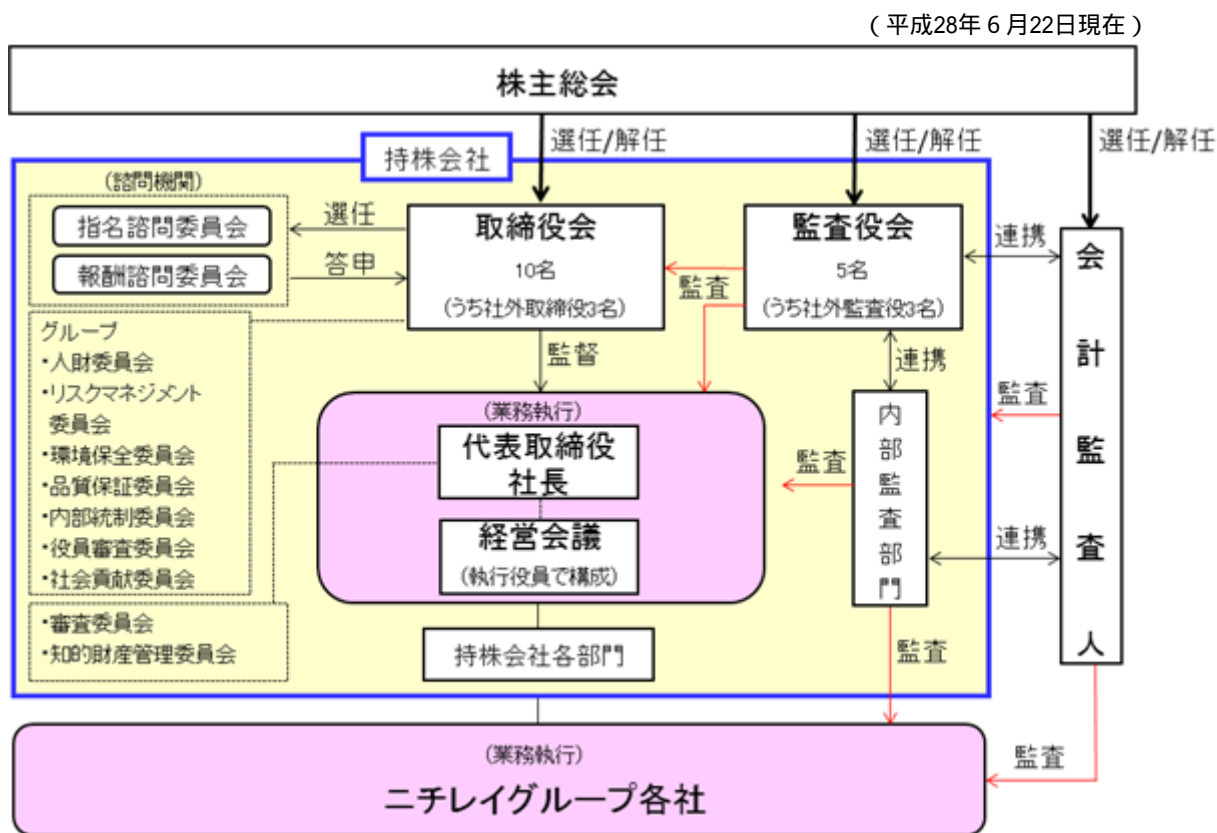 （平成28年６月22日現在）
株主総会
選任/解任
選任/解任
選任/解任
持株会社
(諮問機関)
指名諮問委員会
報酬諮問委員会
選任
答申
取締役会
10名
(うち社外取締役3名)
監査役会
5名
(うち社外監査役3名)
監査
連携
会計監査人
グループ
・人財委員会
・リスクマネジメント
委員会
・環境保全委員会
・品質保証委員会
・内部統制委員会
・役員審査委員会
・社会貢献委員会
監督
連携
(業務執行)
代表取締役
社長
経営会議
(執行役員で構成)
監査
内部監査部門
監査
連携
・審査委員会
・知的財産管理委員会
持株会社各部門
監査
監査
(業務執行)
ニチレイグループ各社